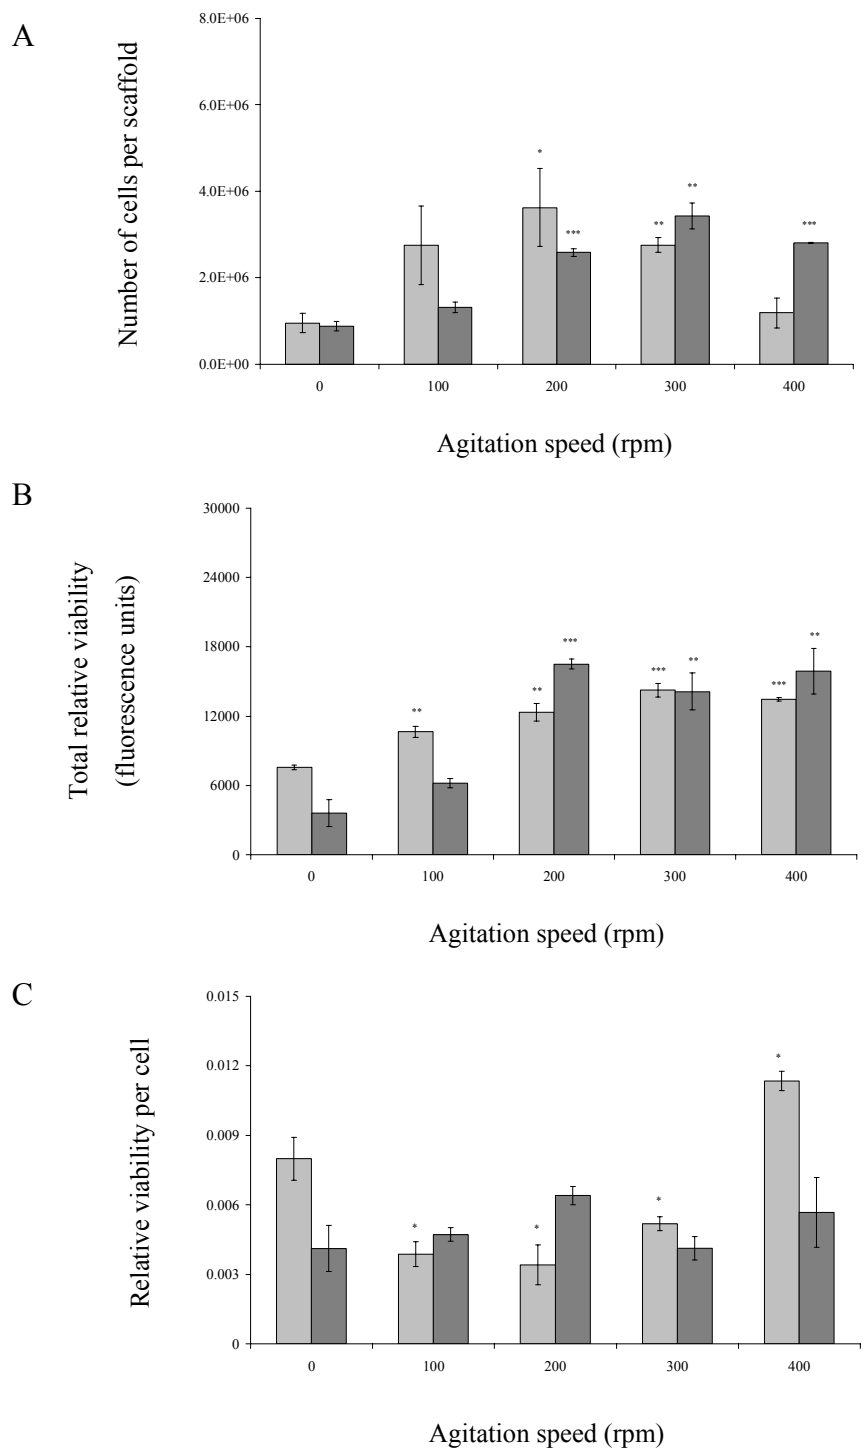 A
Number of cells per scaffold
8.0E+06
6.0E+06
4.0E+06
2.0E+06
0.0E+00
*
***
**
**
***
0
100
200
300
400
Agitation speed (rpm)
B
Total relative viability
(fluorescence units)
30000
24000
18000
12000
6000
0
**
**
***
***
**
***
**
0
100
200
300
400
Agitation speed (rpm)
C
Relative viability per cell
0.015
0.012
0.009
0.006
0.003
0
*
*
*
*
0
100
200
300
400
Agitation speed (rpm)